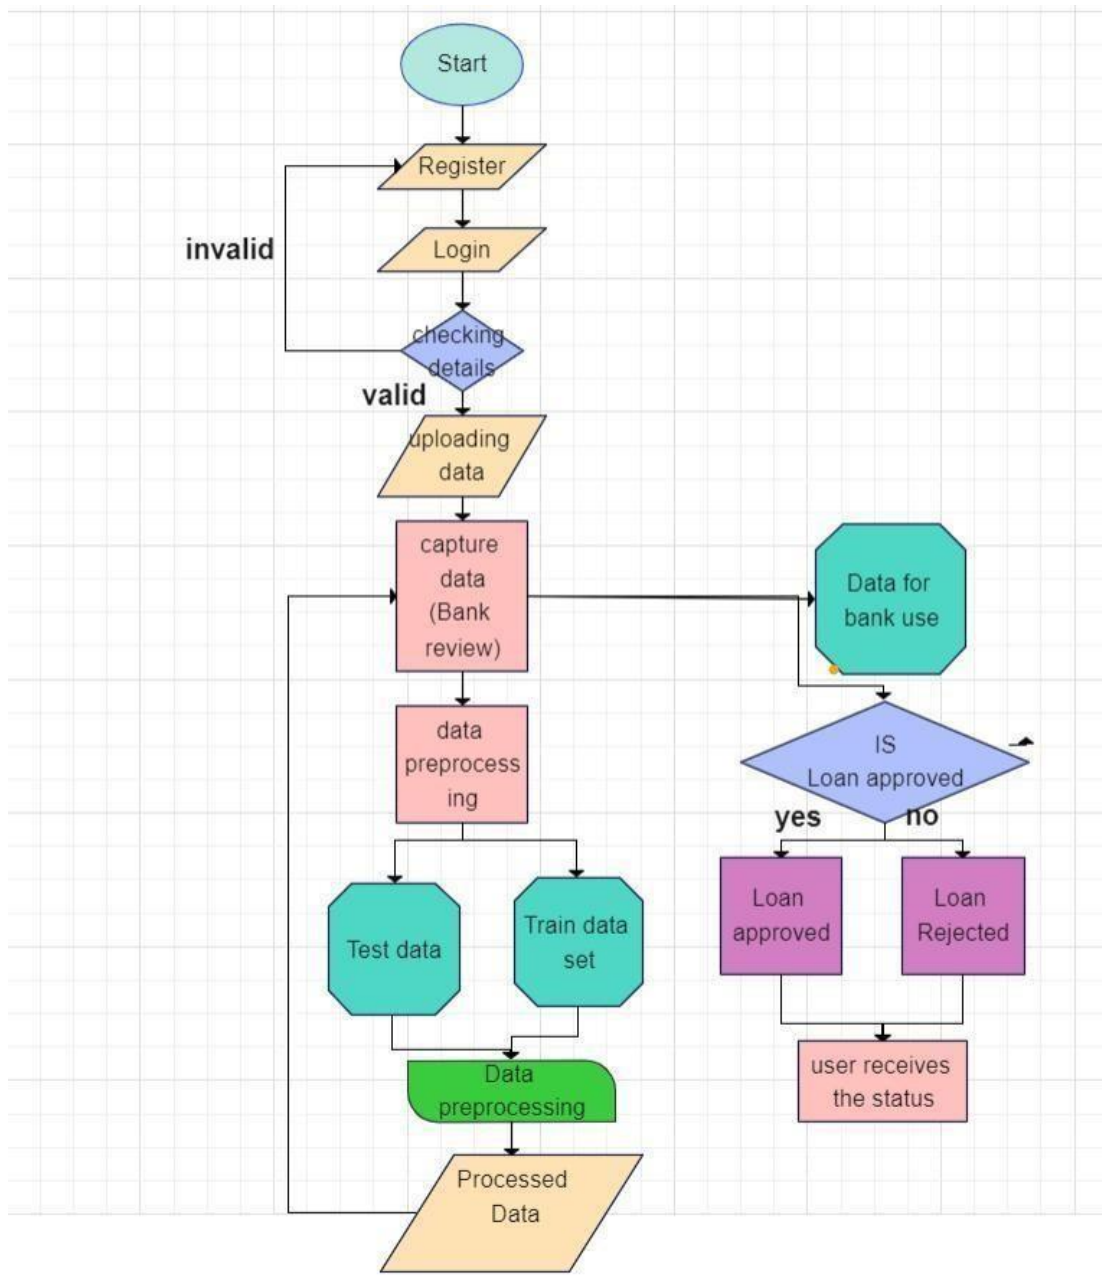 Start
Register
invalid
Login
checking
details
valid
uploading
data
capture
data
(Bank
review)
Data for
bank use
data
preprocess
ing
IS
Loan approved
yes
no
Test data
Train data
set
Loan
approved
Loan
Rejected
Data
preprocessing
user receives
the status
Processed
Data